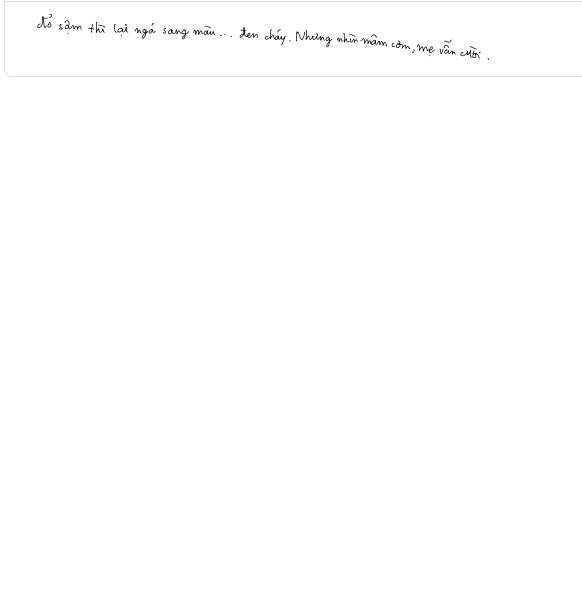 đỏ sậm thì lại ngả sang màu... đen cháy. Nhưng nhìn mâm cơm, mẹ vẫn cười.